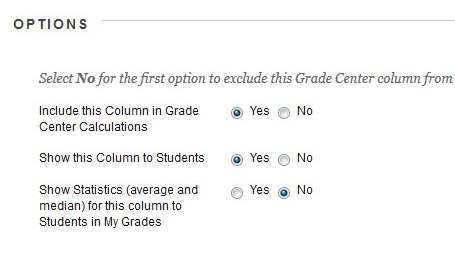 OPTIONS
Select No for the first option to exclude this Grade Center column from
Include this Column in Grade Yes No
Center Calculations
Show this Column to Students Yes No
Show Statistics (average and Yes No
median) for this column to
Students in My Grades